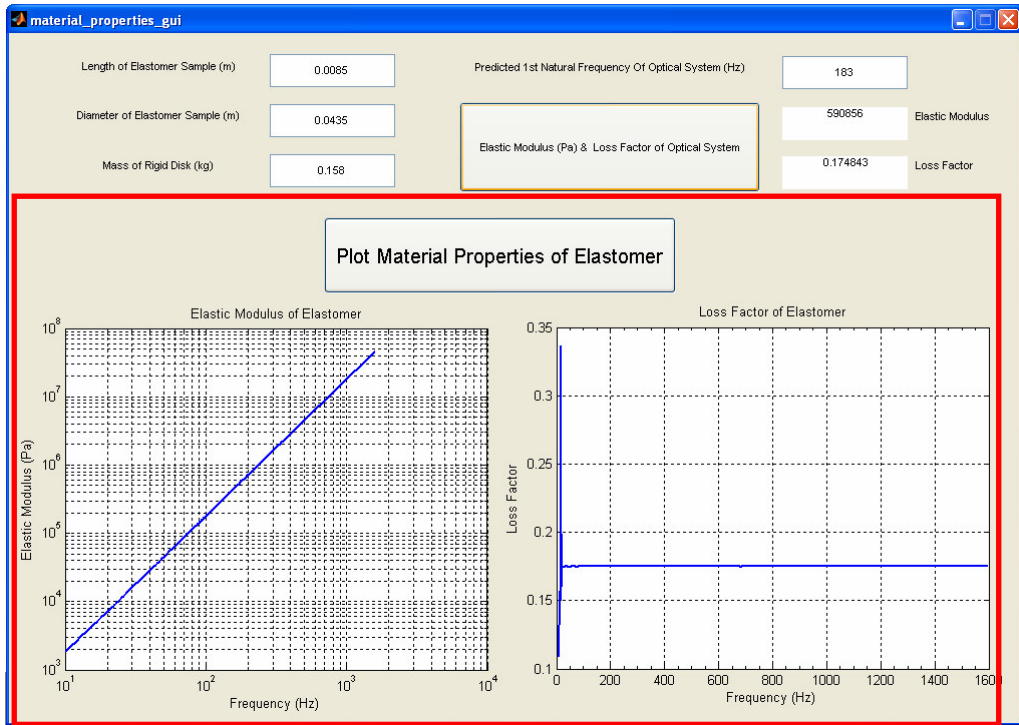 material_properties_gui
Length of Elastomer Sample (m)
0.0085
Predicted 1st Natural Frequency Of Optical System (Hz)
183
Diameter of Elastomer Sample (m)
0.0435
Elastic Modulus (Pa) & Loss Factor of Optical System
590856
Elastic Modulus
Mass of Rigid Disk (kg)
0.158
0.174843
Loss Factor
Plot Material Properties of Elastomer
Elastic Modulus of Elastomer
10^8
10^7
10^6
10^5
10^4
10^3
Elastic Modulus (Pa)
10^1 10^2 10^3 10^4
Frequency (Hz)
Loss Factor of Elastomer
0.35
0.3
0.25
0.2
0.15
0.1
Loss Factor
0 200 400 600 800 1000 1200 1400 1600
Frequency (Hz)